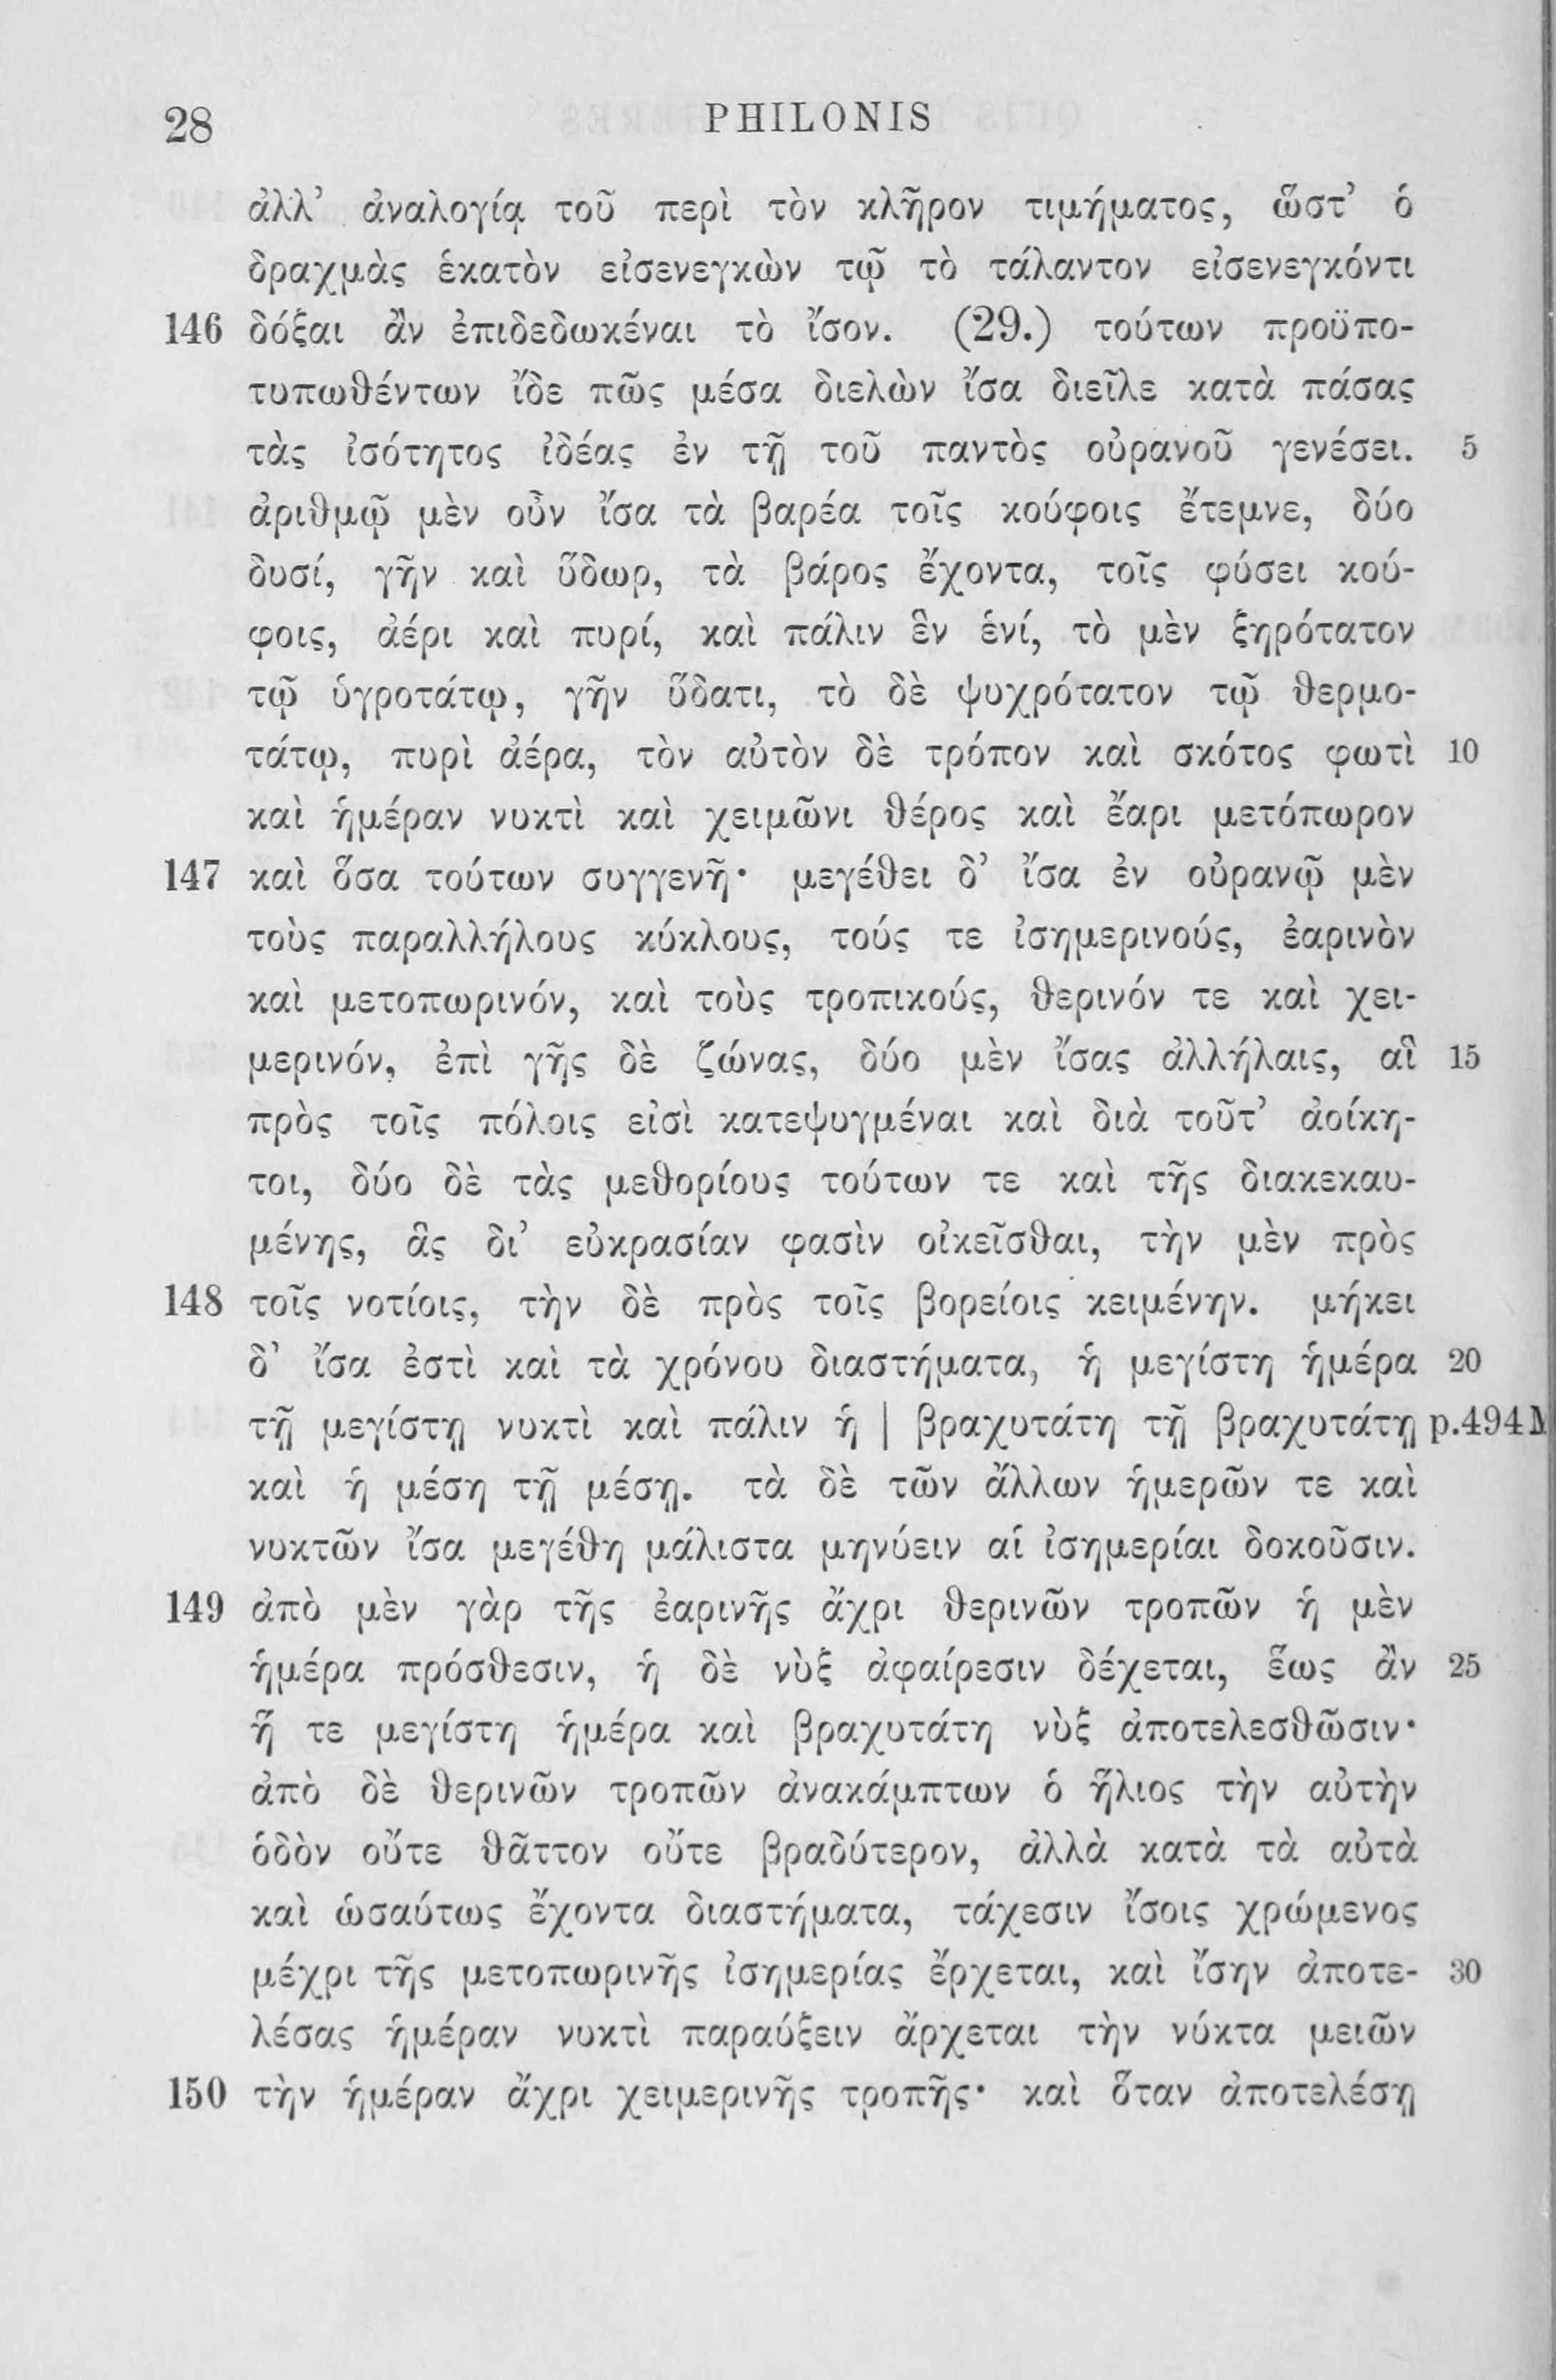 28 PHILONIS
ἀλλ’ ἀναλογίᾳ τοῦ περὶ τὸν κλῆρον τιμήματος, ὥστ’ ὁ
δραχμὰς ἑκατὸν εἰσενεγκὼν τῷ τὸ τάλαντον εἰσενεγκόντι
146 δόξαι ἂν ἐπιδεδωκέναι τὸ ἴσον. (29.) τούτων προϋπο-
τυπωθέντων ἴδε πῶς μέσα διελὼν ἴσα διεῖλε κατὰ πάσας
τὰς ἰσότητος ἰδέας ἐν τῇ τοῦ παντὸς οὐρανοῦ γενέσει. 5
ἀριθμῷ μὲν οὖν ἴσα τὰ βαρέα τοῖς κούφοις ἔτεμνε, δύο
δυσί, γῆν καὶ ὕδωρ, τὰ βάρος ἔχοντα, τοῖς φύσει κού-
φοις, ἀέρι καὶ πυρί, καὶ πάλιν ἓν ἑνί, τὸ μὲν ξηρότατον
τῷ ὑγροτάτῳ, γῆν ὕδατι, τὸ δὲ ψυχρότατον τῷ θερμο-
τάτῳ, πυρὶ ἀέρα, τὸν αὐτὸν δὲ τρόπον καὶ σκότος φωτὶ 10
καὶ ἡμέραν νυκτὶ καὶ χειμῶνι θέρος καὶ ἔαρι μετόπωρον
147 καὶ ὅσα τούτων συγγενῆ· μεγέθει δ’ ἴσα ἐν οὐρανῷ μὲν
τοὺς παραλλήλους κύκλους, τούς τε ἰσημερινούς, ἐαρινὸν
καὶ μετοπωρινόν, καὶ τοὺς τροπικούς, θερινόν τε καὶ χει-
μερινόν, ἐπὶ γῆς δὲ ζώνας, δύο μὲν ἴσας ἀλλήλαις, αἳ 15
πρὸς τοῖς πόλοις εἰσὶ κατεψυγμέναι καὶ διὰ τοῦτ’ ἀοίκη-
τοι, δύο δὲ τὰς μεθορίους τούτων τε καὶ τῆς διακεκαυ-
μένης, ἃς δι’ εὐκρασίαν φασὶν οἰκεῖσθαι, τὴν μὲν πρὸς
148 τοῖς νοτίοις, τὴν δὲ πρὸς τοῖς βορείοις κειμένην. μήκει
δ’ ἴσα ἐστὶ καὶ τὰ χρόνου διαστήματα, ἡ μεγίστη ἡμέρα 20
τῇ μεγίστῃ νυκτὶ καὶ πάλιν ἡ | βραχυτάτη τῇ βραχυτάτῃ p.494 M
καὶ ἡ μέση τῇ μέσῃ. τὰ δὲ τῶν ἄλλων ἡμερῶν τε καὶ
νυκτῶν ἴσα μεγέθη μάλιστα μηνύειν αἱ ἰσημερίαι δοκοῦσιν.
149 ἀπὸ μὲν γὰρ τῆς ἐαρινῆς ἄχρι θερινῶν τροπῶν ἡ μὲν
ἡμέρα πρόσθεσιν, ἡ δὲ νὺξ ἀφαίρεσιν δέχεται, ἕως ἂν 25
ἥ τε μεγίστη ἡμέρα καὶ βραχυτάτη νὺξ ἀποτελεσθῶσιν·
ἀπὸ δὲ θερινῶν τροπῶν ἀνακάμπτων ὁ ἥλιος τὴν αὐτὴν
ὁδὸν οὔτε θᾶττον οὔτε βραδύτερον, ἀλλὰ κατὰ τὰ αὐτὰ
καὶ ὡσαύτως ἔχοντα διαστήματα, τάχεσιν ἴσοις χρώμενος
μέχρι τῆς μετοπωρινῆς ἰσημερίας ἔρχεται, καὶ ἴσην ἀποτε- 30
λέσας ἡμέραν νυκτὶ παραύξειν ἄρχεται τὴν νύκτα μειῶν
150 τὴν ἡμέραν ἄχρι χειμερινῆς τροπῆς· καὶ ὅταν ἀποτελέσῃ